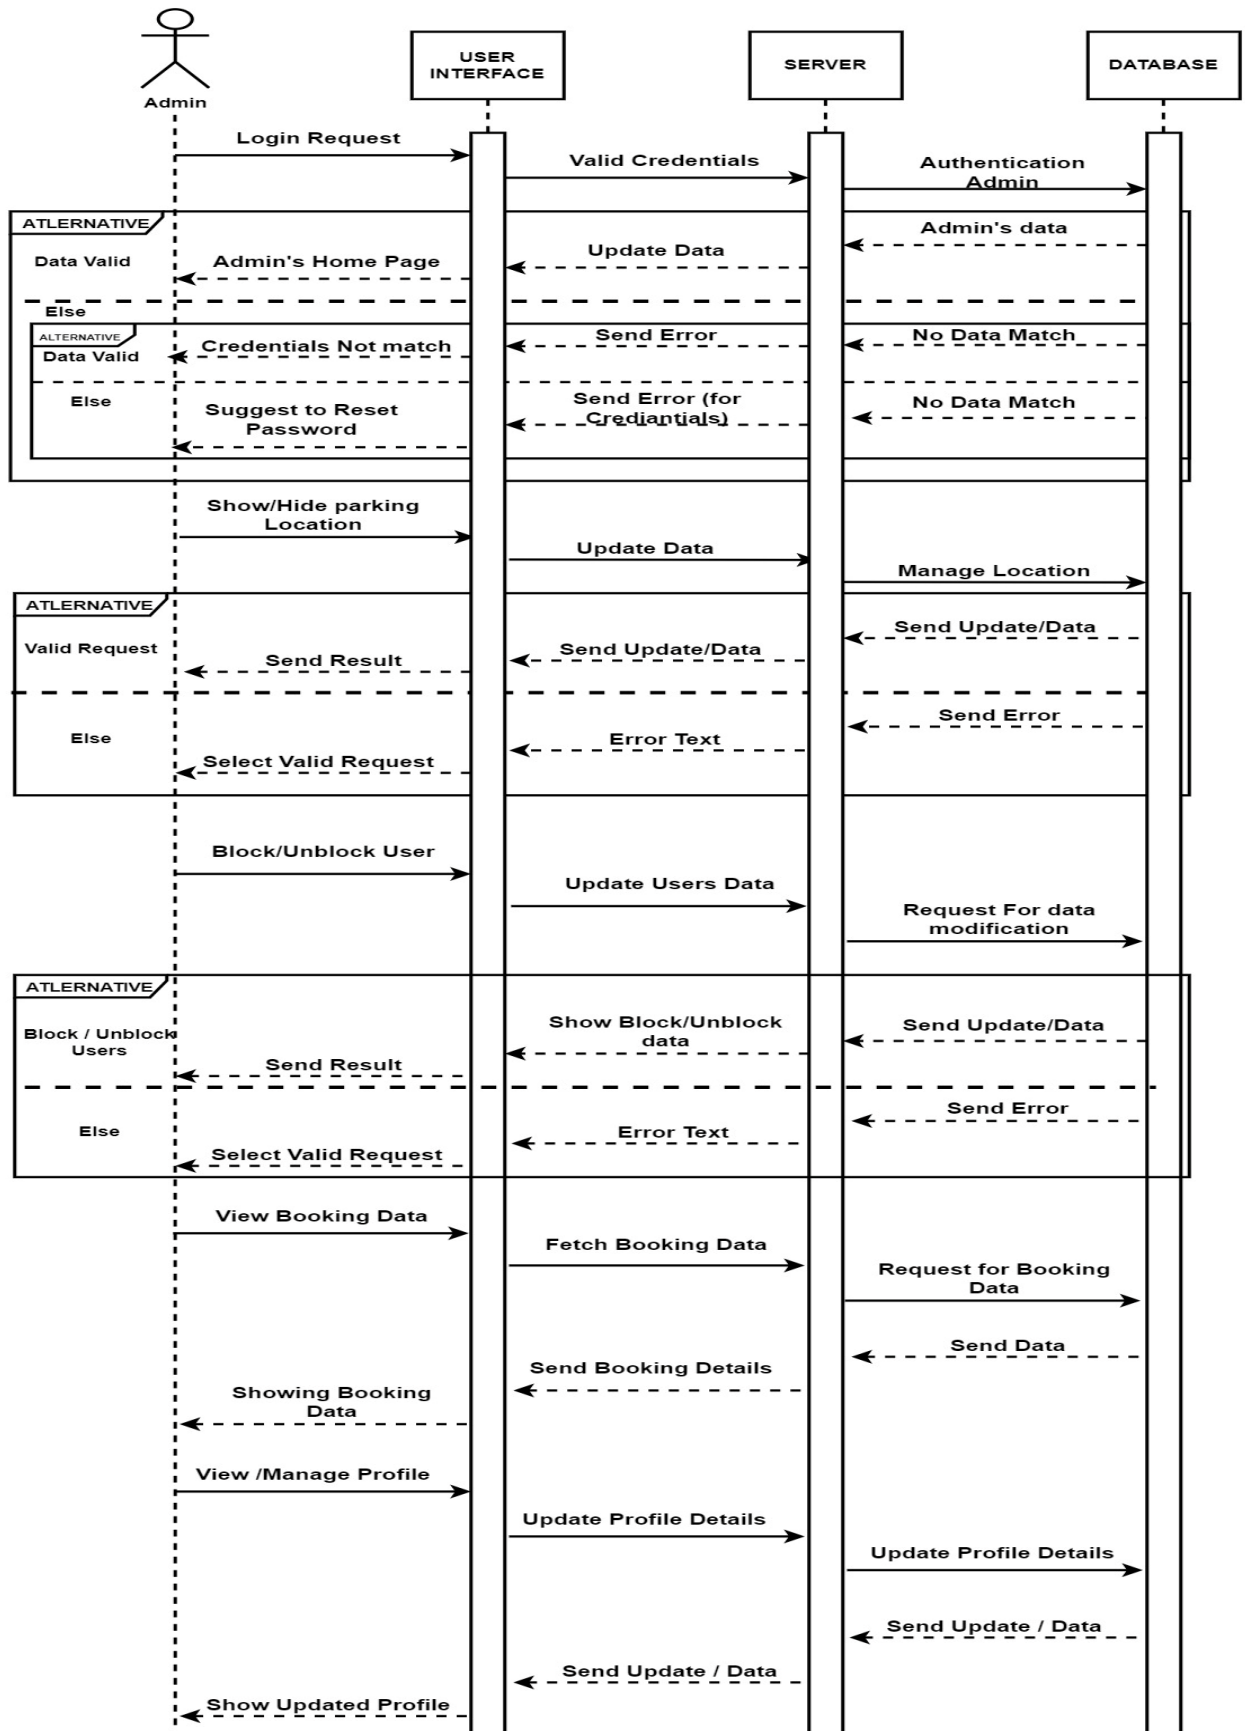 USER
INTERFACE
SERVER
DATABASE
Admin
Login Request
Valid Credentials
Authentication
Admin
ATLERNATIVE
Admin's data
Update Data
Data Valid
Admin's Home Page
Else
ALTERNATIVE
Send Error
No Data Match
Data Valid
Credentials Not match
Else
Send Error (for
Crediantials)
No Data Match
Suggest to Reset
Password
Show/Hide parking
Location
Update Data
Manage Location
ATLERNATIVE
Send Update/Data
Valid Request
Send Update/Data
Send Result
Send Error
Else
Error Text
Select Valid Request
Block/Unblock User
Update Users Data
Request For data
modification
ATLERNATIVE
Block / Unblock
Users
Show Block/Unblock
data
Send Update/Data
Send Result
Send Error
Else
Error Text
Select Valid Request
View Booking Data
Fetch Booking Data
Request for Booking
Data
Send Data
Send Booking Details
Showing Booking
Data
View /Manage Profile
Update Profile Details
Update Profile Details
Send Update / Data
Send Update / Data
Show Updated Profile